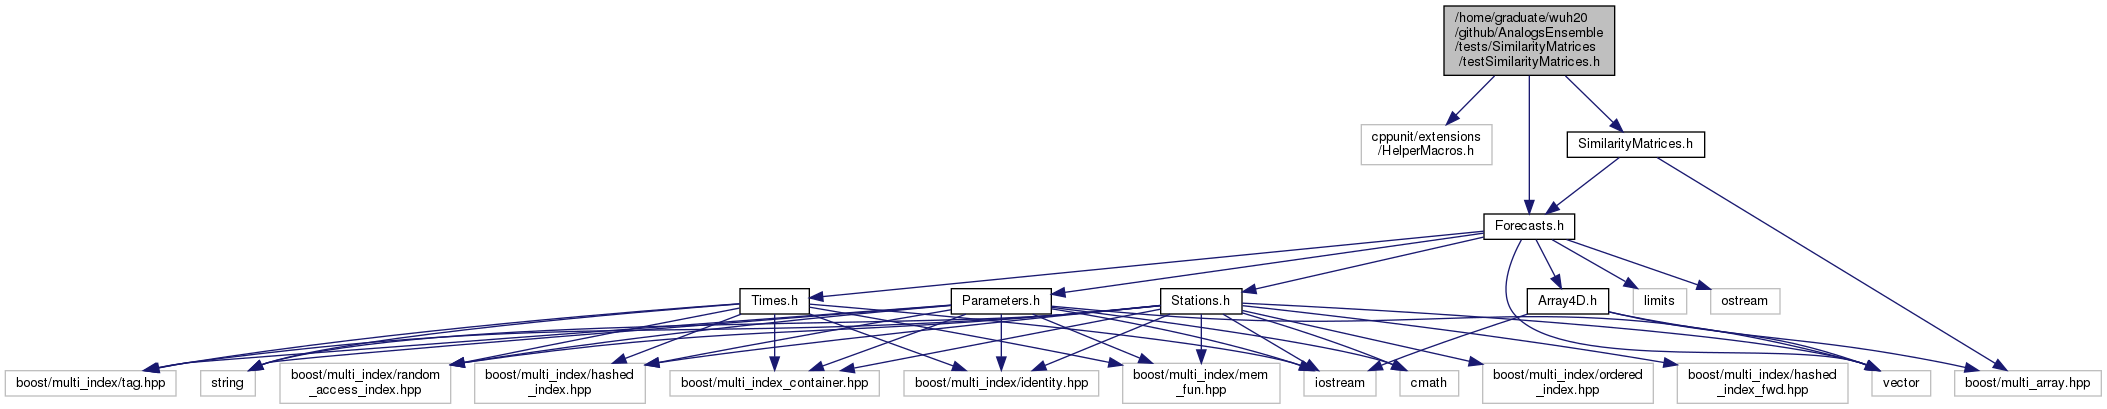 /home/graduate/wuh20
/github/AnalogsEnsemble
/tests/SimilarityMatrices
/testSimilarityMatrices.h
cppunit/extensions
/HelperMacros.h
SimilarityMatrices.h
Forecasts.h
Times.h
Parameters.h
Stations.h
Array4D.h
limits
ostream
boost/multi_index/tag.hpp
string
boost/multi_index/random
_access_index.hpp
boost/multi_index/hashed
_index.hpp
boost/multi_index_container.hpp
boost/multi_index/identity.hpp
boost/multi_index/mem
_fun.hpp
iostream
cmath
boost/multi_index/ordered
_index.hpp
boost/multi_index/hashed
_index_fwd.hpp
vector
boost/multi_array.hpp